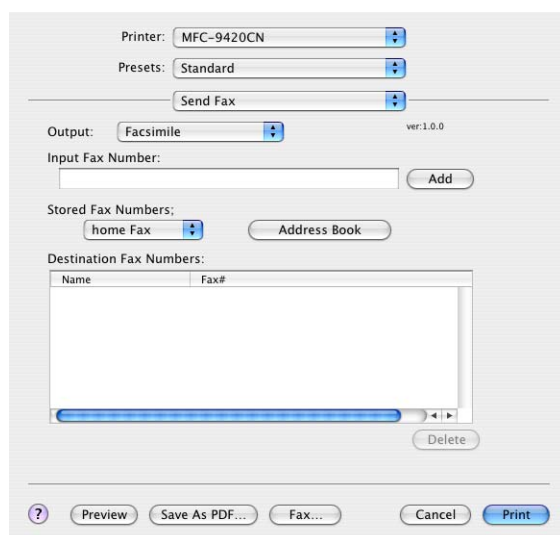 Printer: MFC-9420CN
Presets: Standard
Send Fax
Output: Facsimile ver:1.0.0
Input Fax Number:
Add
Stored Fax Numbers;
home Fax Address Book
Destination Fax Numbers:
Name Fax#
Delete
? Preview Save As PDF... Fax... Cancel Print